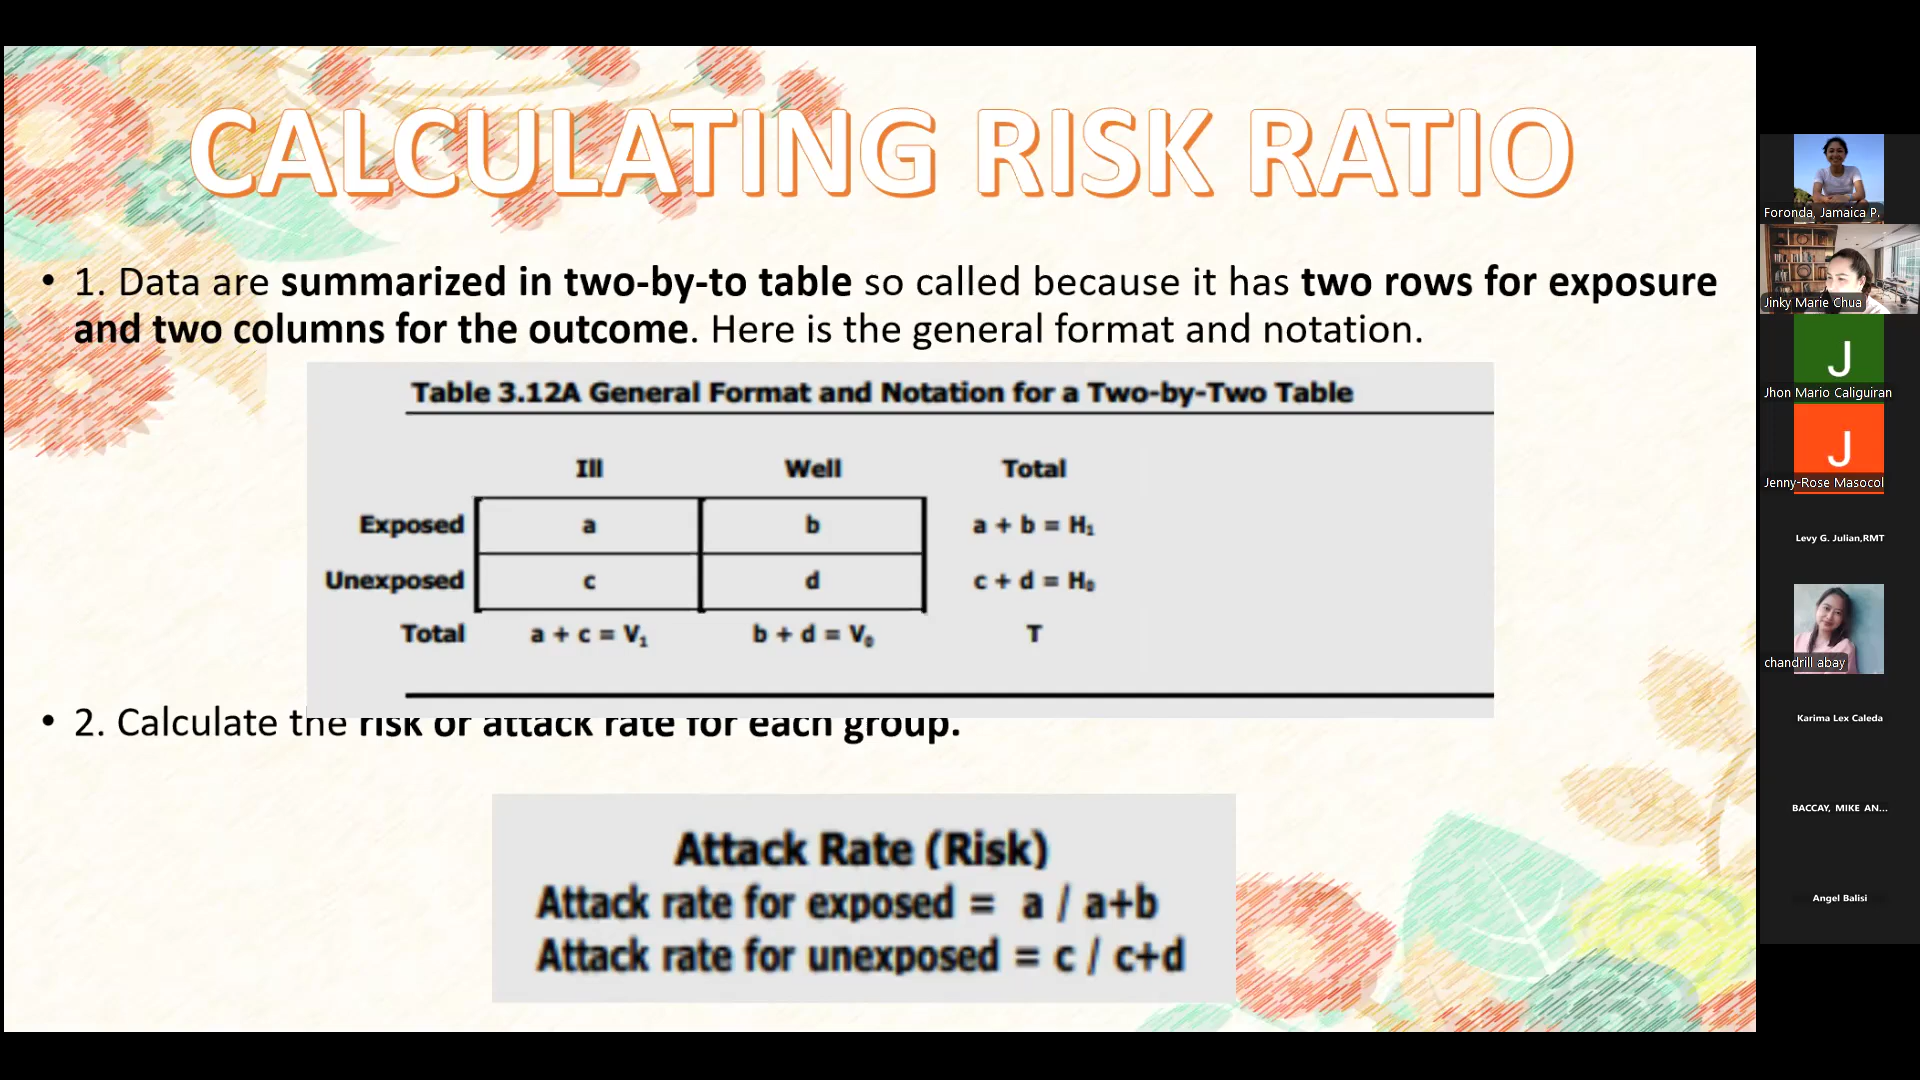 CALCULATING RISK RATIO
• 1. Data are summarized in two-by-to table so called because it has two rows for exposure
and two columns for the outcome. Here is the general format and notation.
Table 3.12A General Format and Notation for a Two-by-Two Table
Ill Well Total
Exposed a b a + b = H₁
Unexposed c d c + d = H₀
Total a + c = V₁ b + d = V₀ T
• 2. Calculate the risk or attack rate for each group.
Attack Rate (Risk)
Attack rate for exposed = a / a+b
Attack rate for unexposed = c / c+d
Foronda, Jamaica P.
Jinky Marie Chua
J
Jhon Mario Caliguiran
J
Jenny-Rose Masocol
Levy G. Julian,RMT
chandrill abay
Karima Lex Caleda
BACCAY, MIKE AN...
Angel Balisi